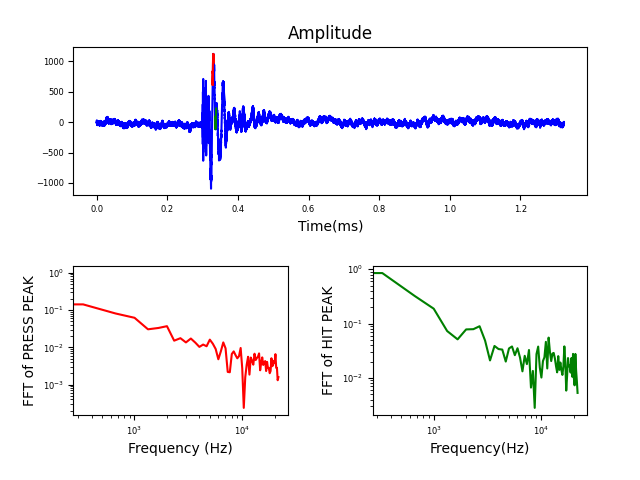 Amplitude
1000
500
0
−500
−1000
0.0 0.2 0.4 0.6 0.8 1.0 1.2
Time(ms)
FFT of PRESS PEAK
10⁰
10⁻¹
10⁻²
10⁻³
10³ 10⁴
Frequency (Hz)
FFT of HIT PEAK
10⁰
10⁻¹
10⁻²
10³ 10⁴
Frequency(Hz)